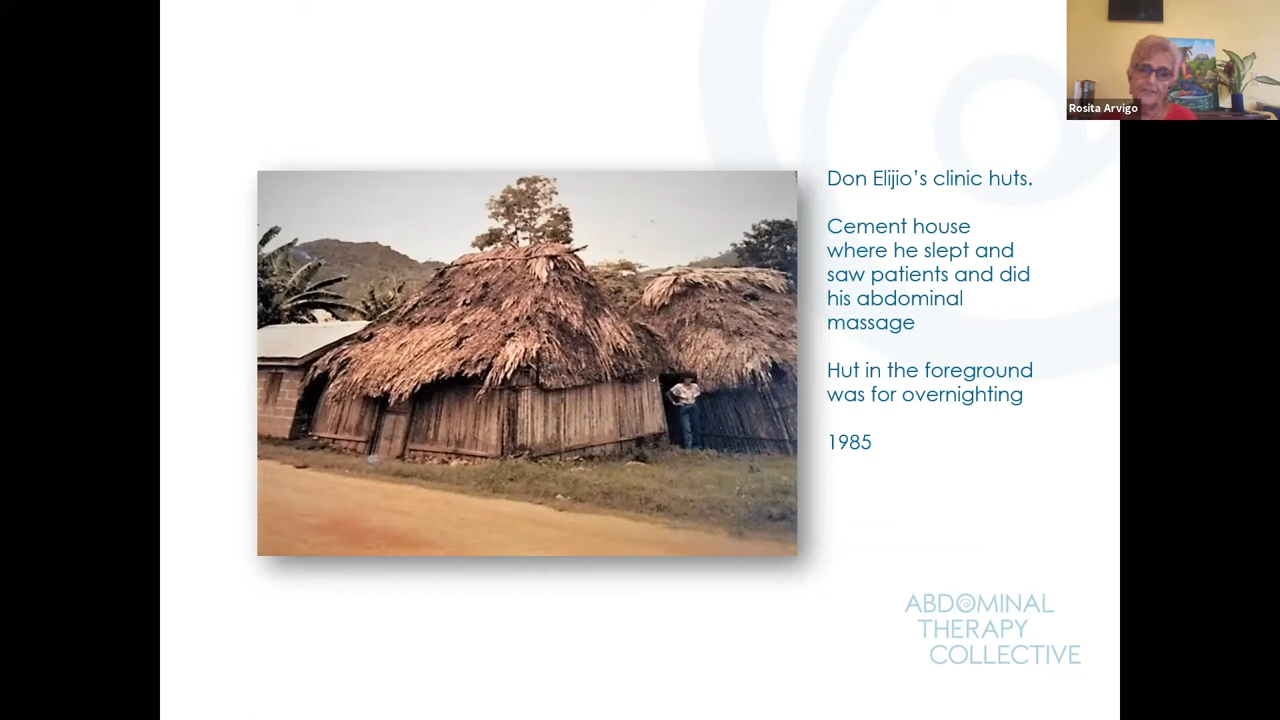 Rosita Arvigo
Don Elijio’s clinic huts.
Cement house
where he slept and
saw patients and did
his abdominal
massage
Hut in the foreground
was for overnighting
1985
ABDOMINAL
THERAPY
COLLECTIVE